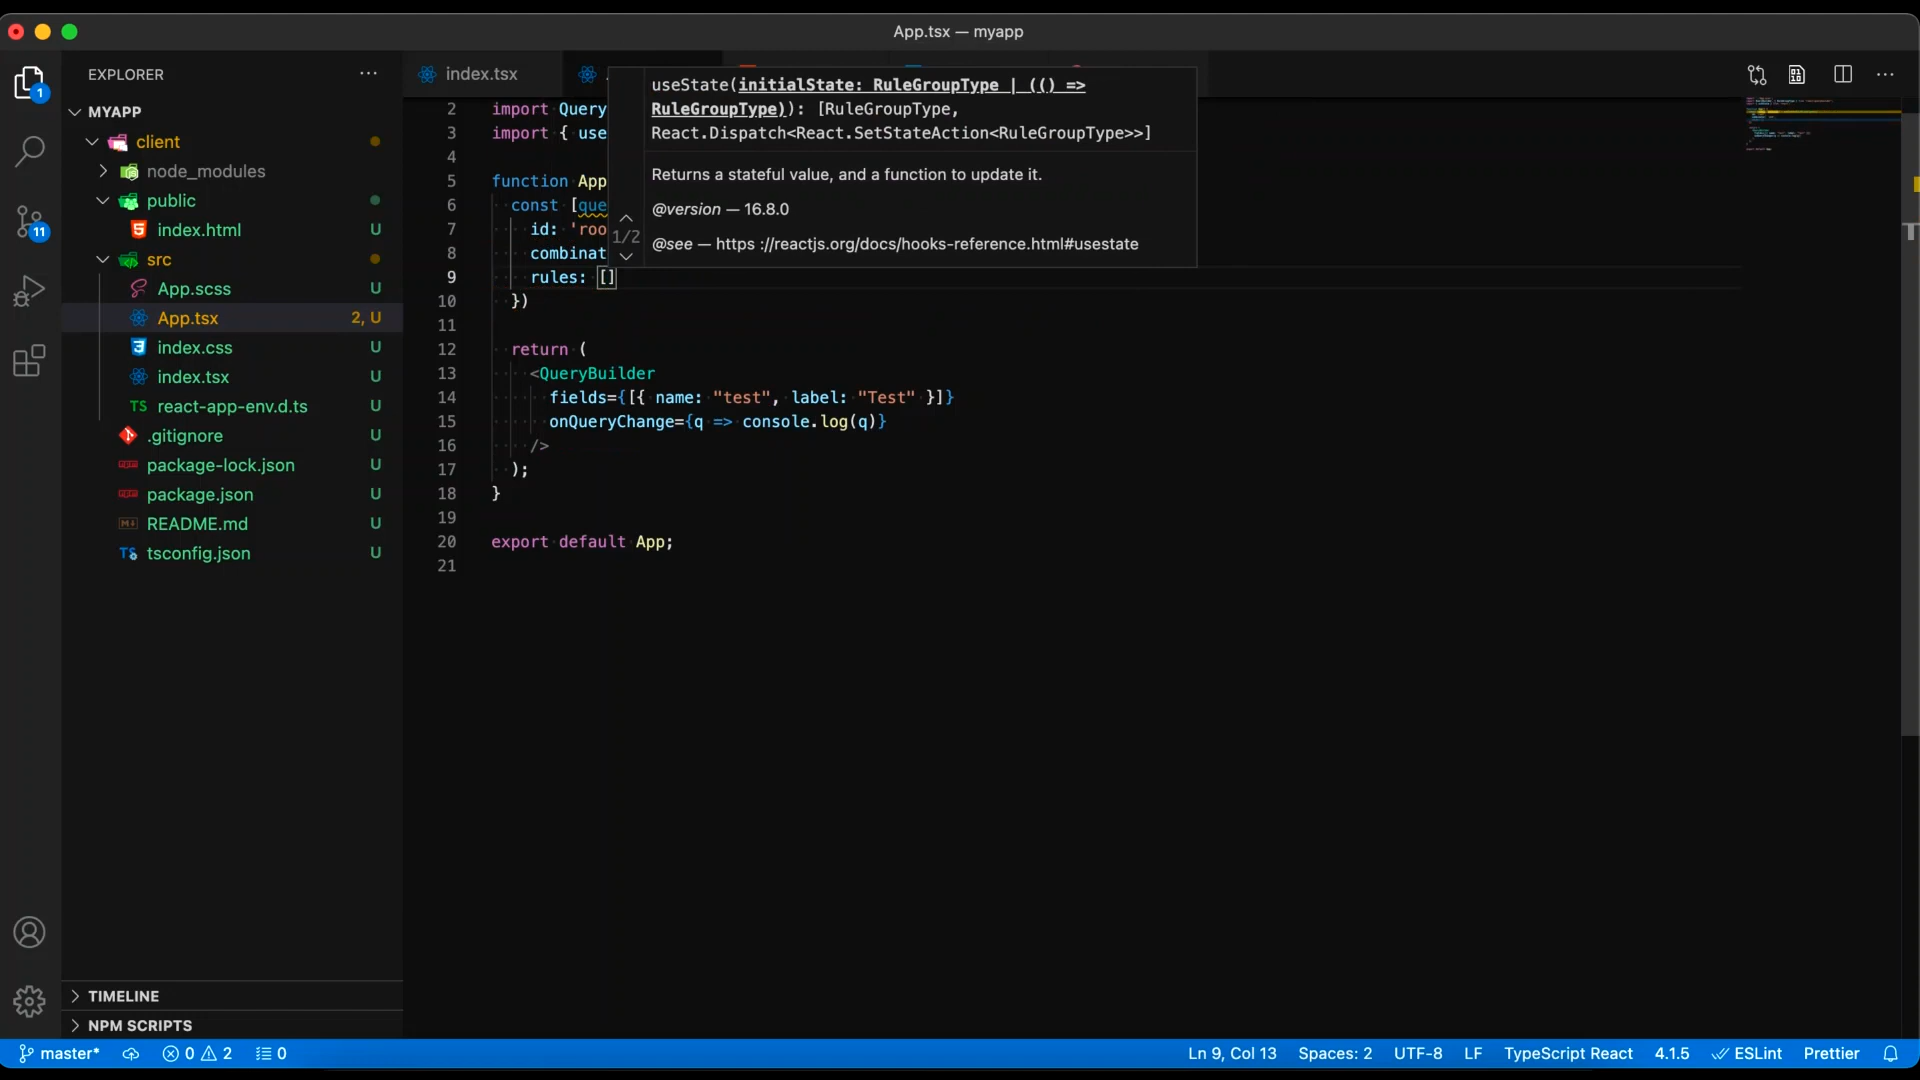 App.tsx — myapp
EXPLORER
MYAPP
client
node_modules
public
index.html U
src
App.scss U
App.tsx 2, U
index.css U
index.tsx U
TS react-app-env.d.ts U
.gitignore U
package-lock.json U
package.json U
README.md U
tsconfig.json U
TIMELINE
NPM SCRIPTS
1
11
index.tsx
useState(initialState: RuleGroupType | (() =>
RuleGroupType)): [RuleGroupType,
React.Dispatch<React.SetStateAction<RuleGroupType>>]
Returns a stateful value, and a function to update it.
@version — 16.8.0
@see — https ://reactjs.org/docs/hooks-reference.html#usestate
1/2
2 import Query
3 import { use
4
5 function App
6 const [que
7 id: 'roo
8 combinat
9 rules: []
10 })
11
12 return (
13 <QueryBuilder
14 fields={[{ name: "test", label: "Test" }]}
15 onQueryChange={q => console.log(q)}
16 />
17 );
18 }
19
20 export default App;
21
master* 0 2 0
Ln 9, Col 13 Spaces: 2 UTF-8 LF TypeScript React 4.1.5 ESLint Prettier